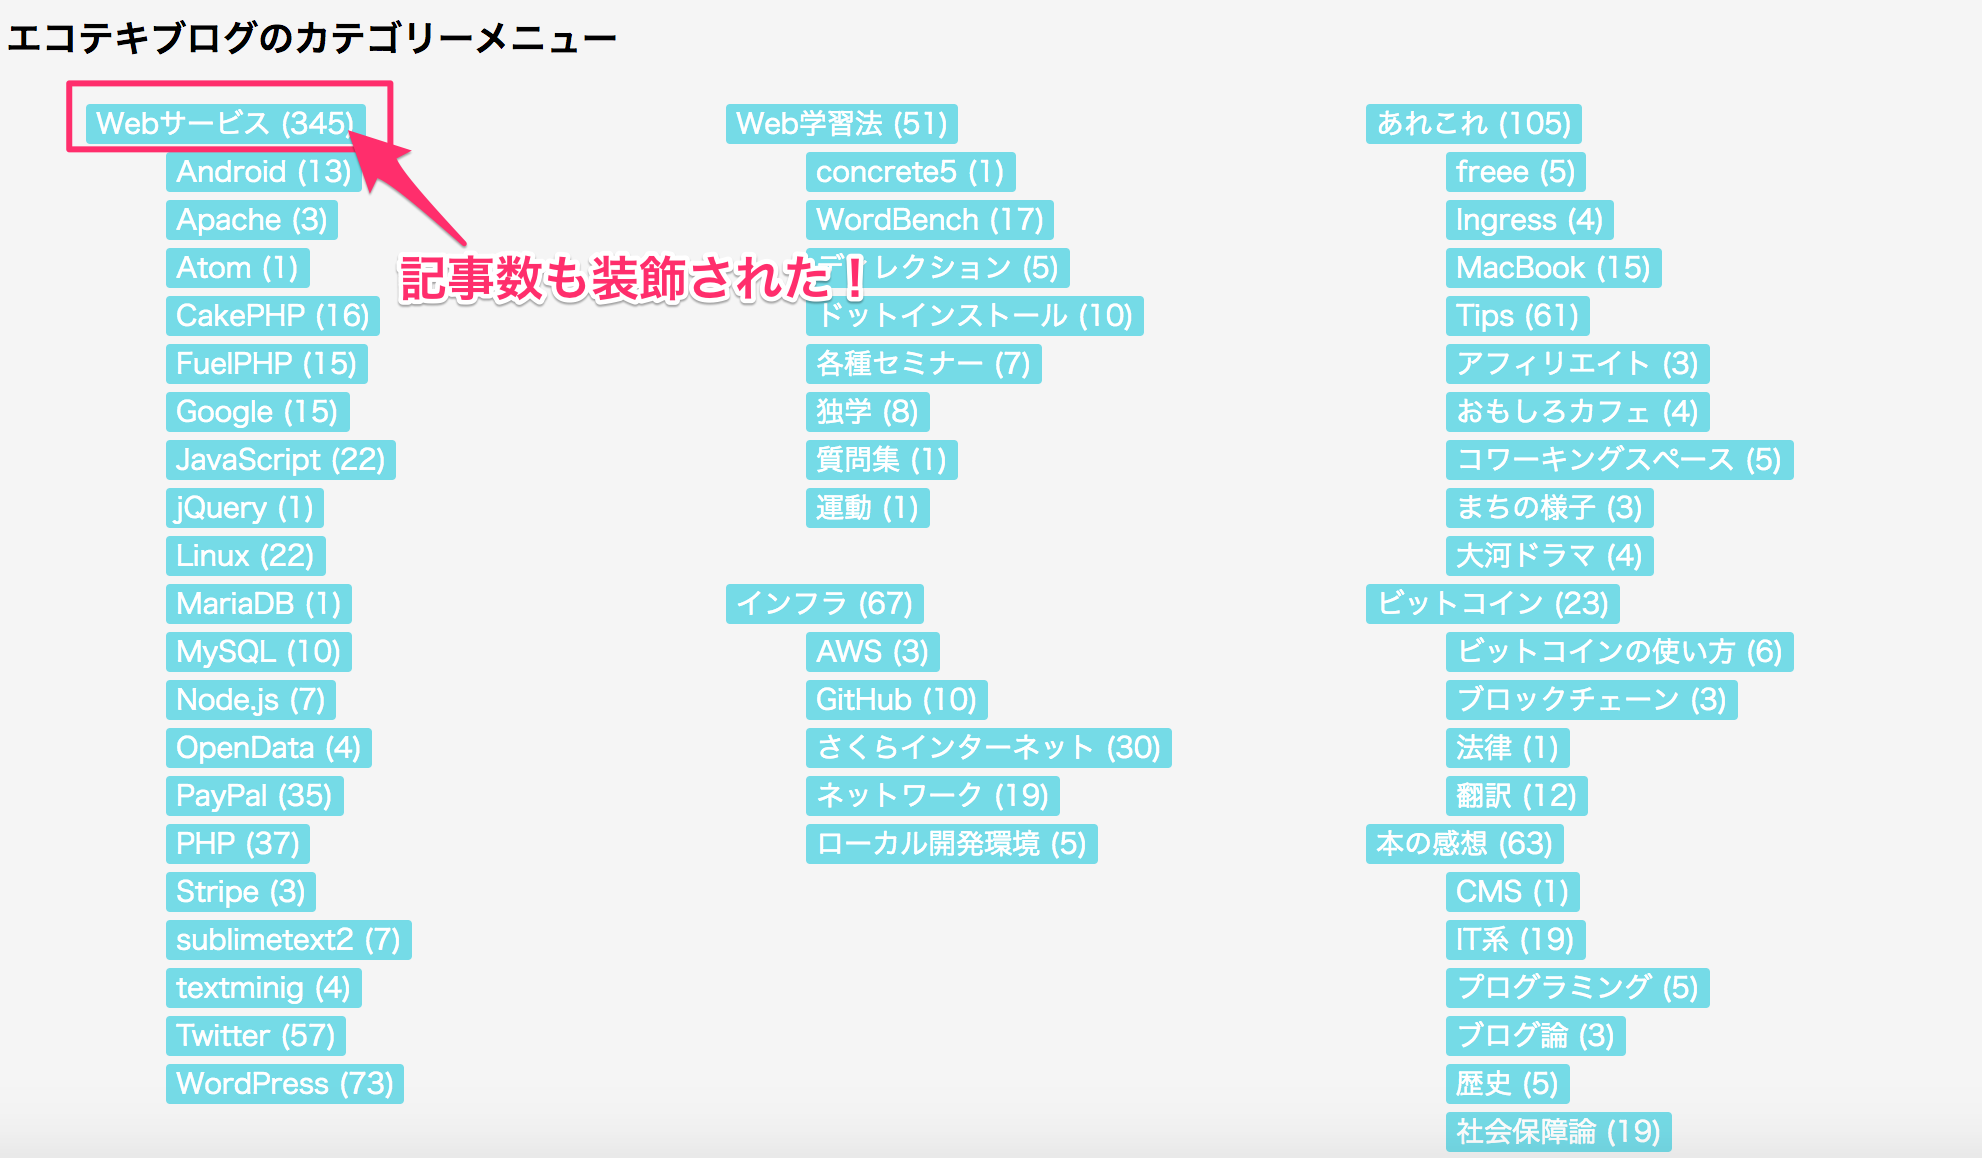 エコテキブログのカテゴリーメニュー
Webサービス (345)
Android (13)
Apache (3)
Atom (1)
CakePHP (16)
FuelPHP (15)
Google (15)
JavaScript (22)
jQuery (1)
Linux (22)
MariaDB (1)
MySQL (10)
Node.js (7)
OpenData (4)
PayPal (35)
PHP (37)
Stripe (3)
sublimetext2 (7)
textminig (4)
Twitter (57)
WordPress (73)
記事数も装飾された！
Web学習法 (51)
concrete5 (1)
WordBench (17)
ディレクション (5)
ドットインストール (10)
各種セミナー (7)
独学 (8)
質問集 (1)
運動 (1)
インフラ (67)
AWS (3)
GitHub (10)
さくらインターネット (30)
ネットワーク (19)
ローカル開発環境 (5)
あれこれ (105)
freee (5)
Ingress (4)
MacBook (15)
Tips (61)
アフィリエイト (3)
おもしろカフェ (4)
コワーキングスペース (5)
まちの様子 (3)
大河ドラマ (4)
ビットコイン (23)
ビットコインの使い方 (6)
ブロックチェーン (3)
法律 (1)
翻訳 (12)
本の感想 (63)
CMS (1)
IT系 (19)
プログラミング (5)
ブログ論 (3)
歴史 (5)
社会保障論 (19)